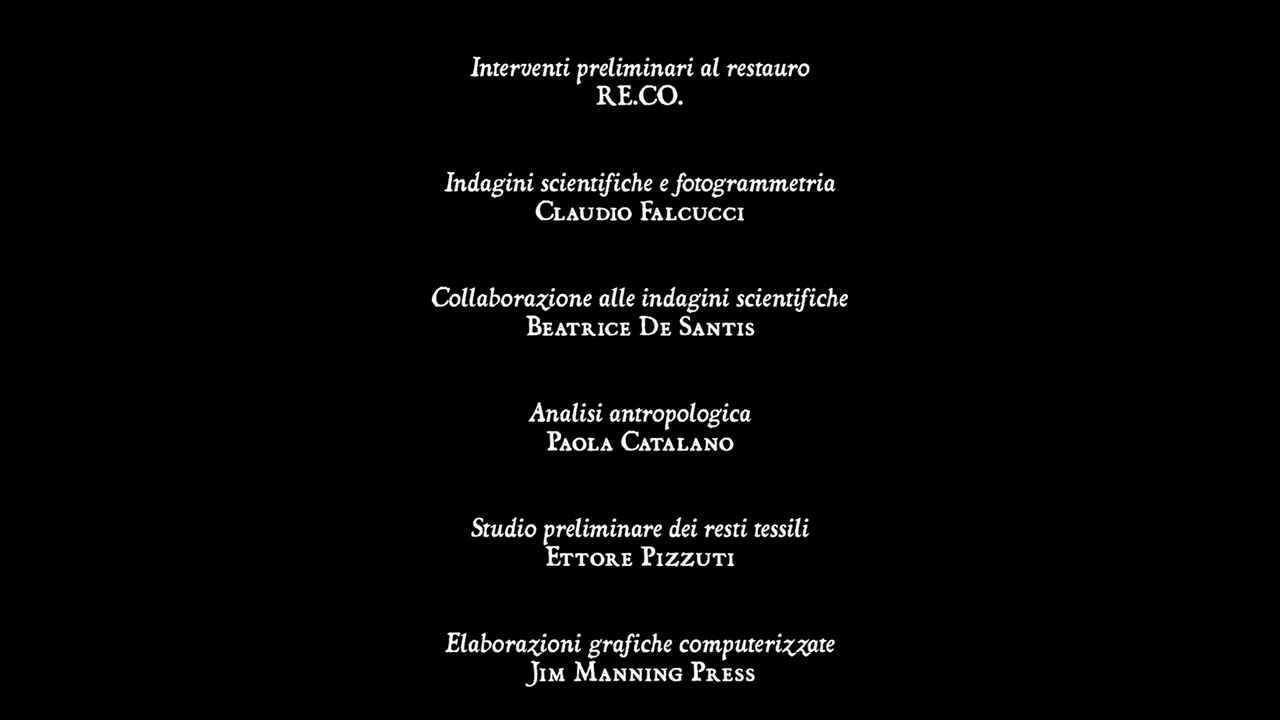 Interventi preliminari al restauro
RE.CO.
Indagini scientifiche e fotogrammetria
Claudio Falcucci
Collaborazione alle indagini scientifiche
Beatrice De Santis
Analisi antropologica
Paola Catalano
Studio preliminare dei resti tessili
Ettore Pizzuti
Elaborazioni grafiche computerizzate
Jim Manning Press